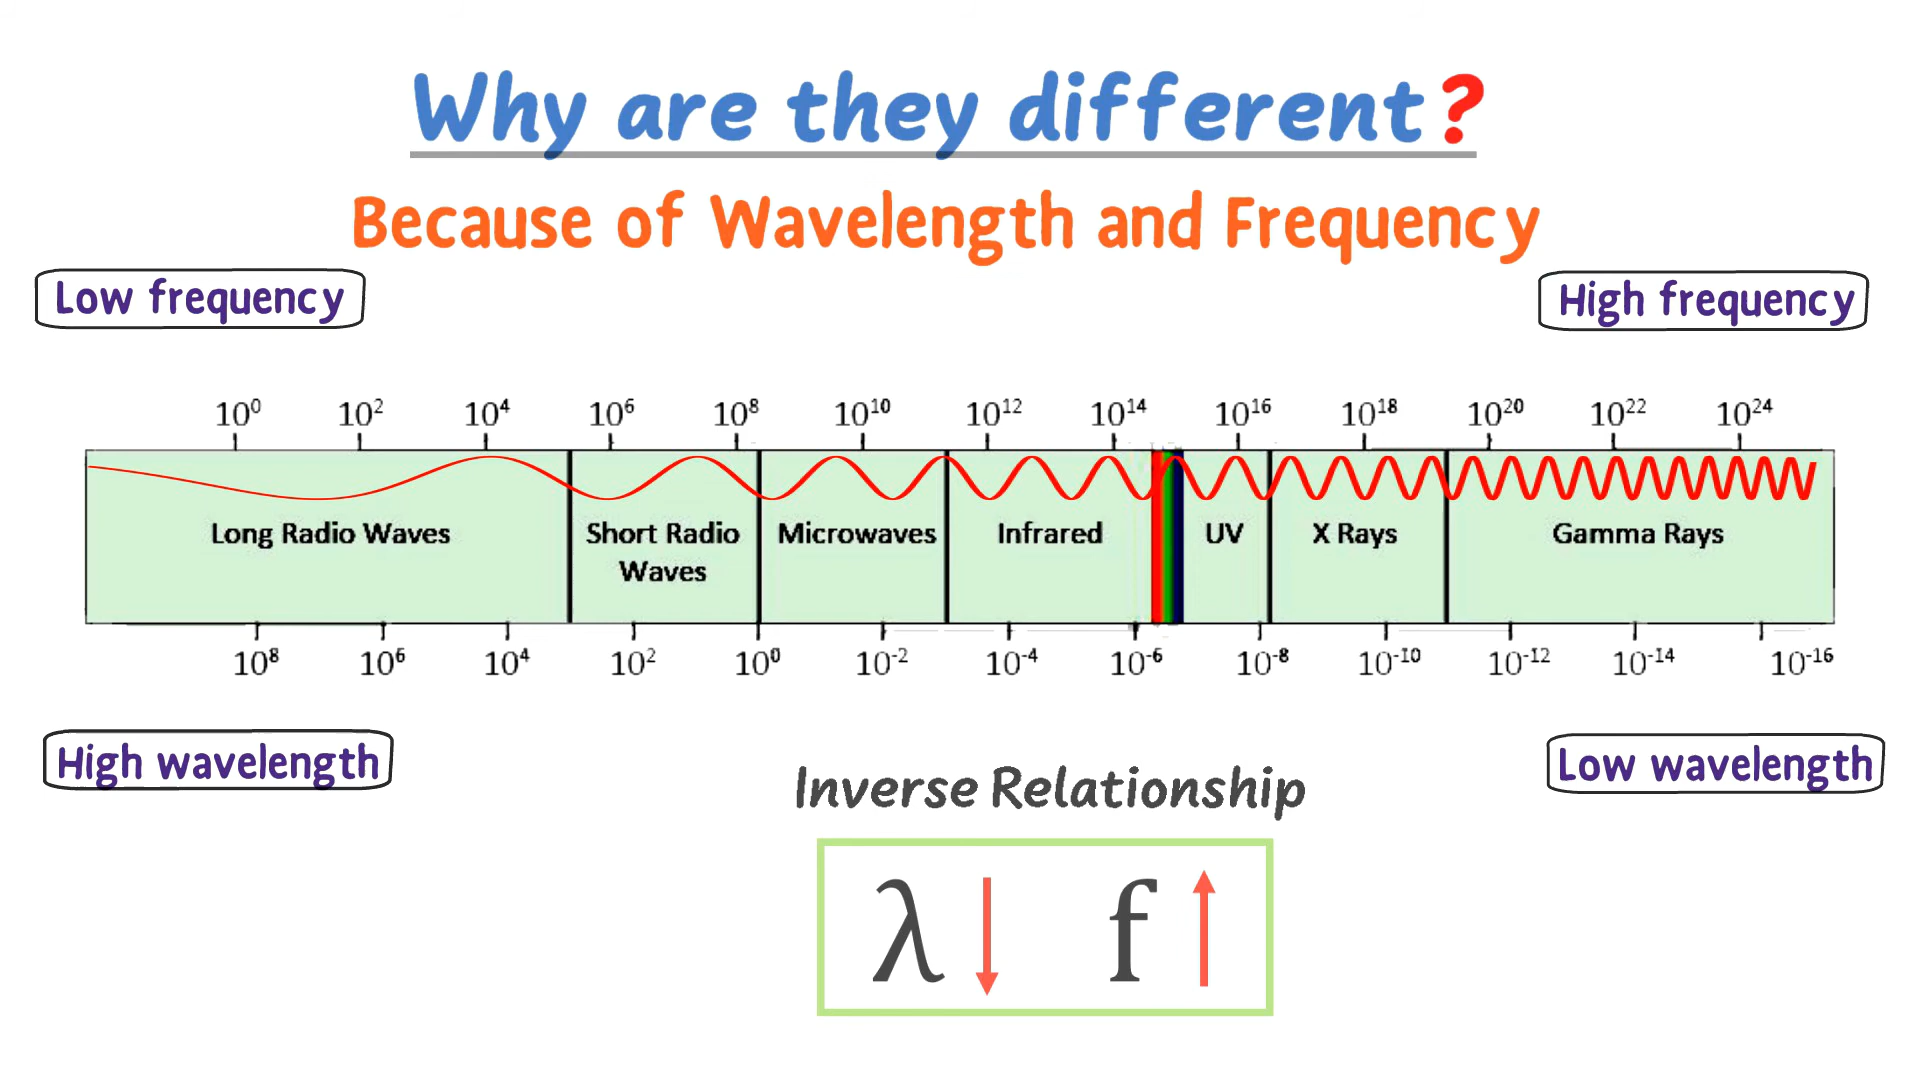 Why are they different?
Because of Wavelength and Frequency
Low frequency
High frequency
10⁰ 10² 10⁴ 10⁶ 10⁸ 10¹⁰ 10¹² 10¹⁴ 10¹⁶ 10¹⁸ 10²⁰ 10²² 10²⁴
Long Radio Waves
Short Radio
Waves
Microwaves
Infrared
UV
X Rays
Gamma Rays
10⁸ 10⁶ 10⁴ 10² 10⁰ 10⁻² 10⁻⁴ 10⁻⁶ 10⁻⁸ 10⁻¹⁰ 10⁻¹² 10⁻¹⁴ 10⁻¹⁶
High wavelength
Low wavelength
Inverse Relationship
λ f